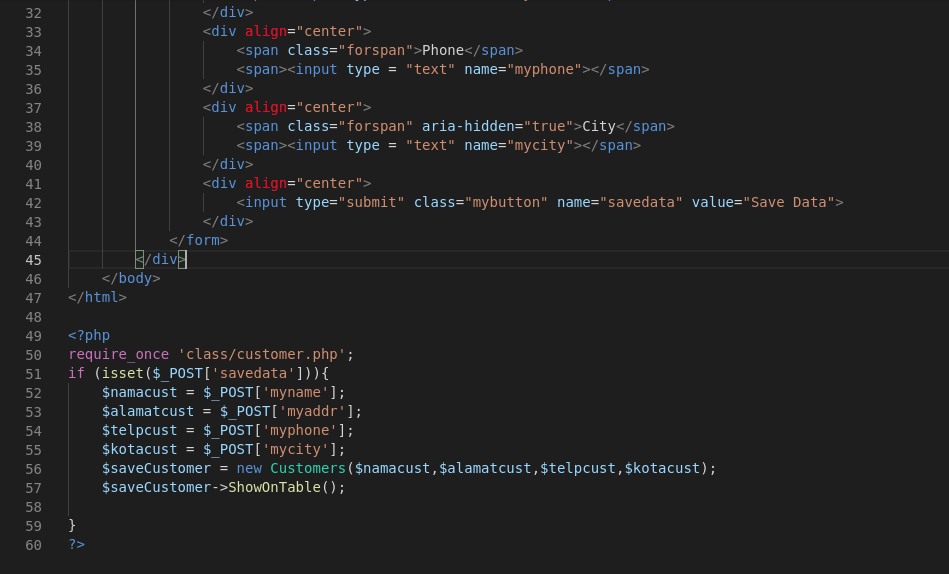 32 </div>
33 <div align="center">
34 <span class="forspan">Phone</span>
35 <span><input type = "text" name="myphone"></span>
36 </div>
37 <div align="center">
38 <span class="forspan" aria-hidden="true">City</span>
39 <span><input type = "text" name="mycity"></span>
40 </div>
41 <div align="center">
42 <input type="submit" class="mybutton" name="savedata" value="Save Data">
43 </div>
44 </form>
45 </div>
46 </body>
47 </html>
48
49 <?php
50 require_once 'class/customer.php';
51 if (isset($_POST['savedata'])){
52 $namacust = $_POST['myname'];
53 $alamatcust = $_POST['myaddr'];
54 $telpcust = $_POST['myphone'];
55 $kotacust = $_POST['mycity'];
56 $saveCustomer = new Customers($namacust,$alamatcust,$telpcust,$kotacust);
57 $saveCustomer->ShowOnTable();
58
59 }
60 ?>